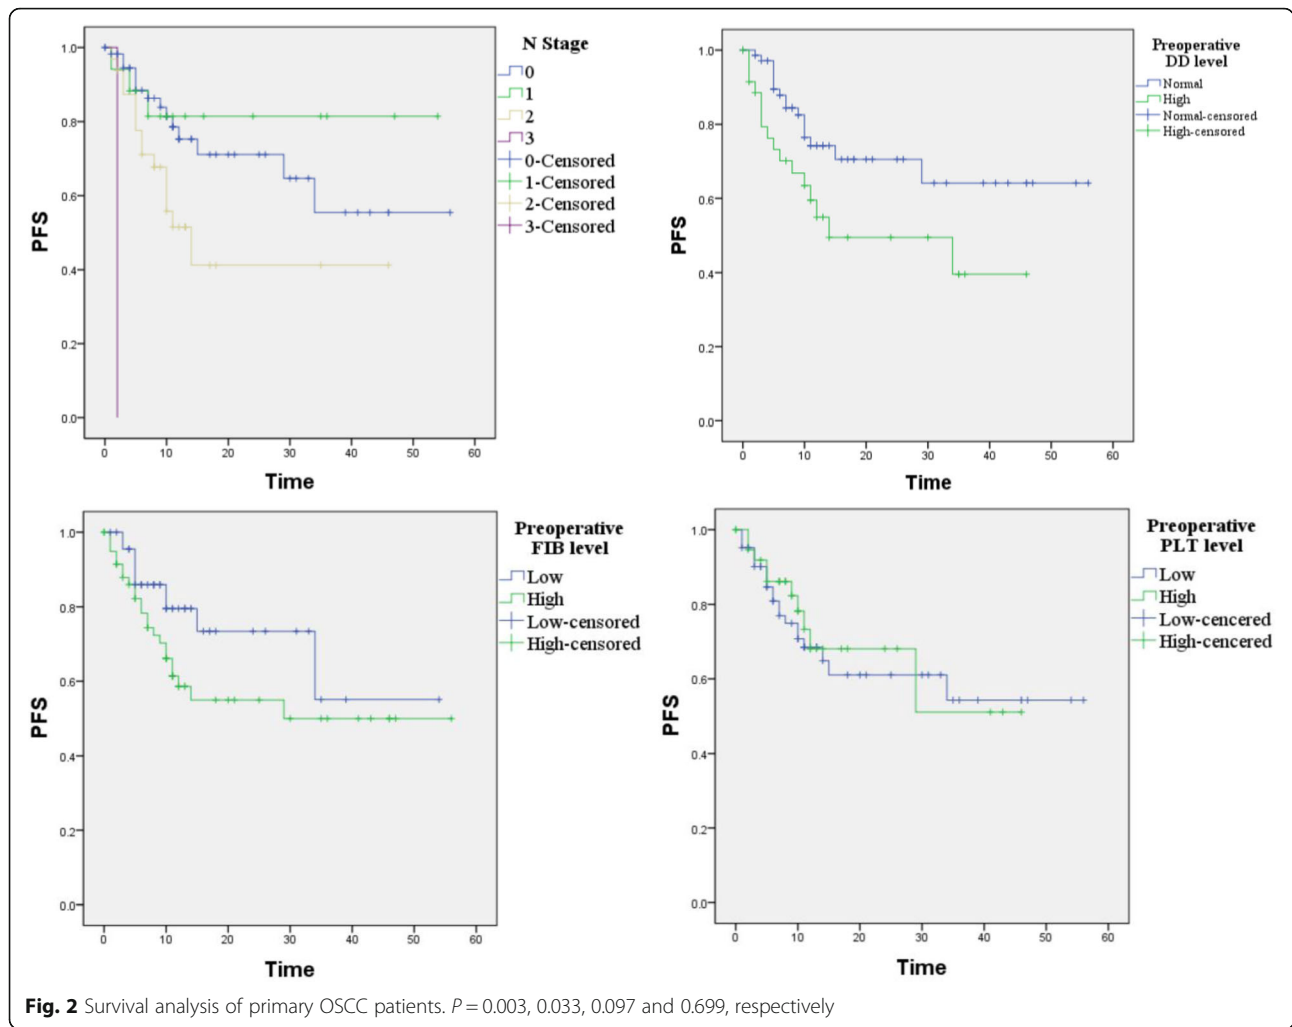 N Stage
0
1
2
3
0-Censored
1-Censored
2-Censored
3-Censored
PFS
1.0
0.8
0.6
0.4
0.2
0.0
0 10 20 30 40 50 60
Time
Preoperative
DD level
Normal
High
Normal-censored
High-censored
PFS
1.0
0.8
0.6
0.4
0.2
0.0
0 10 20 30 40 50 60
Time
Preoperative
FIB level
Low
High
Low-censored
High-censored
PFS
1.0
0.8
0.6
0.4
0.2
0.0
0 10 20 30 40 50 60
Time
Preoperative
PLT level
Low
High
Low-cencered
High-cencered
PFS
1.0
0.8
0.6
0.4
0.2
0.0
0 10 20 30 40 50 60
Time
Fig. 2 Survival analysis of primary OSCC patients. P = 0.003, 0.033, 0.097 and 0.699, respectively